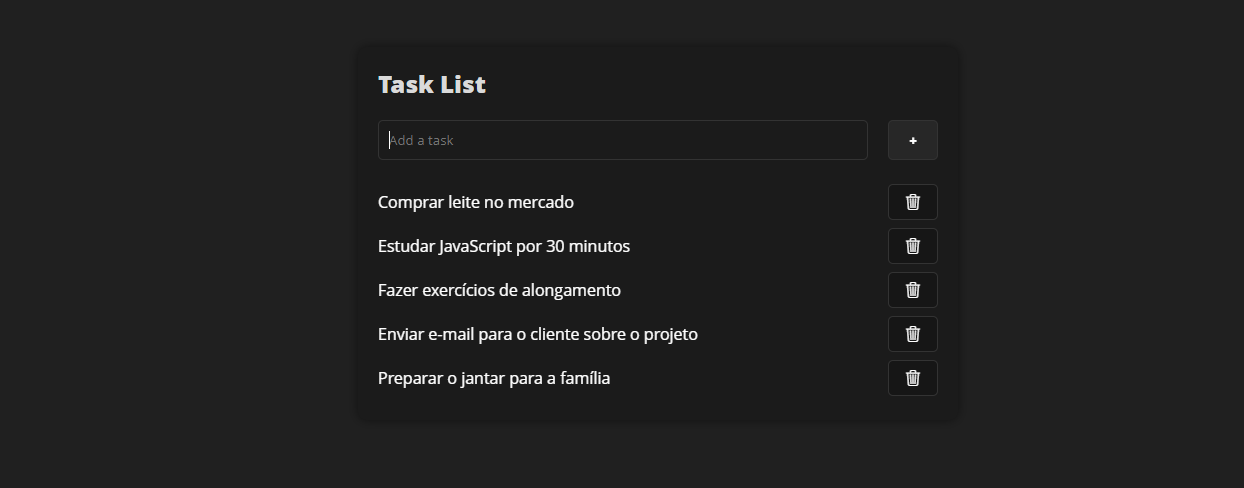 Task List
Add a task
+
Comprar leite no mercado
Estudar JavaScript por 30 minutos
Fazer exercícios de alongamento
Enviar e-mail para o cliente sobre o projeto
Preparar o jantar para a família